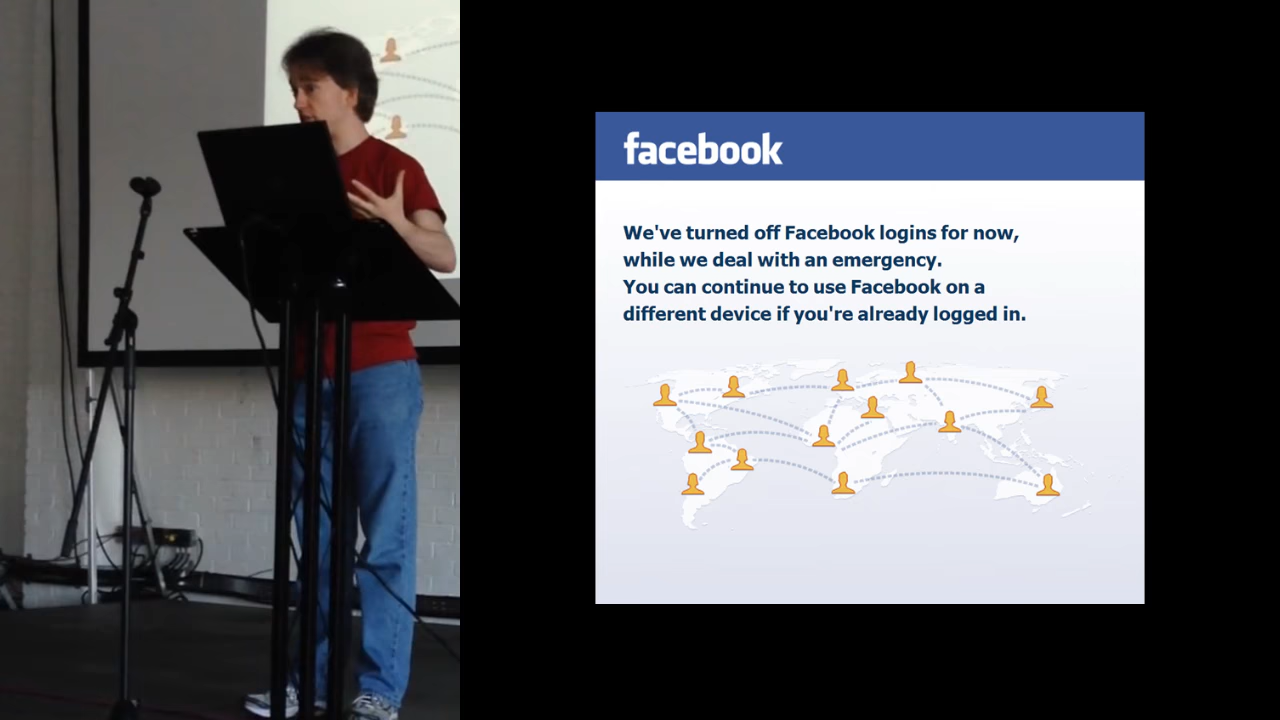 facebook
We've turned off Facebook logins for now,
while we deal with an emergency.
You can continue to use Facebook on a
different device if you're already logged in.